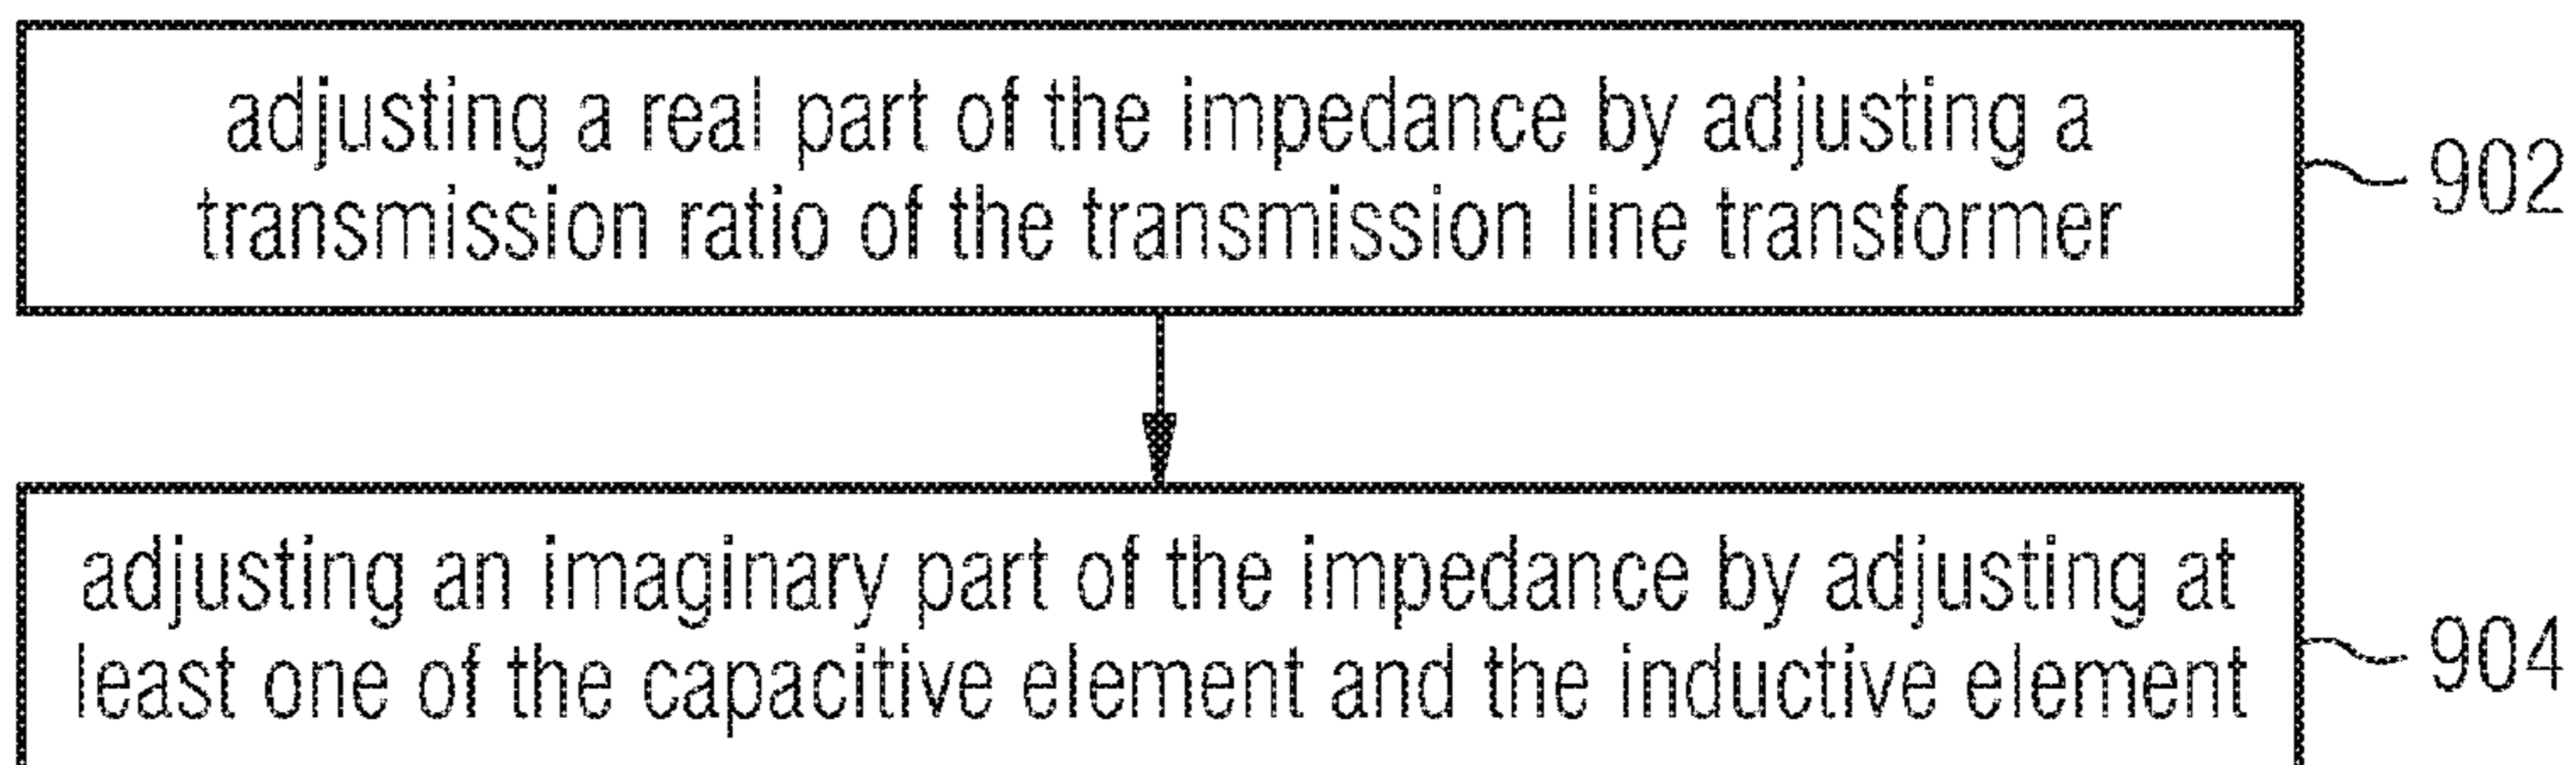 adjusting a real part of the impedance by adjusting a
transmission ratio of the transmission line transformer
902
adjusting an imaginary part of the impedance by adjusting at
least one of the capacitive element and the inductive element
904